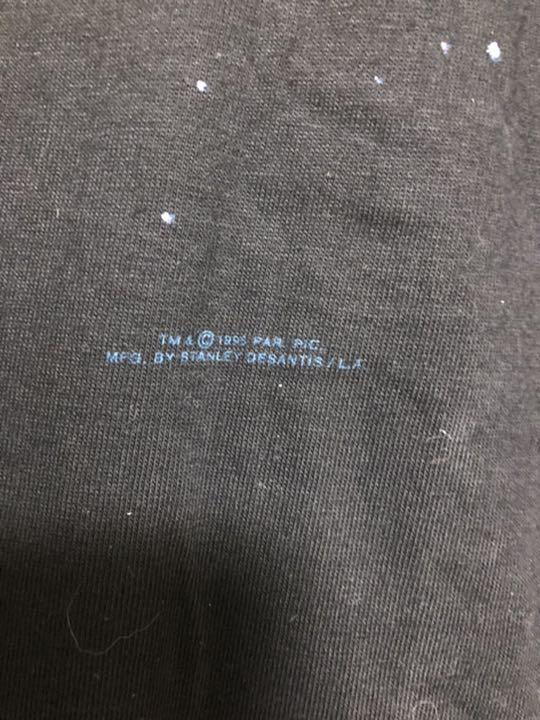 TM & © 1995 PAR. PIC.
MFG. BY STANLEY DESANTIS / L.A.